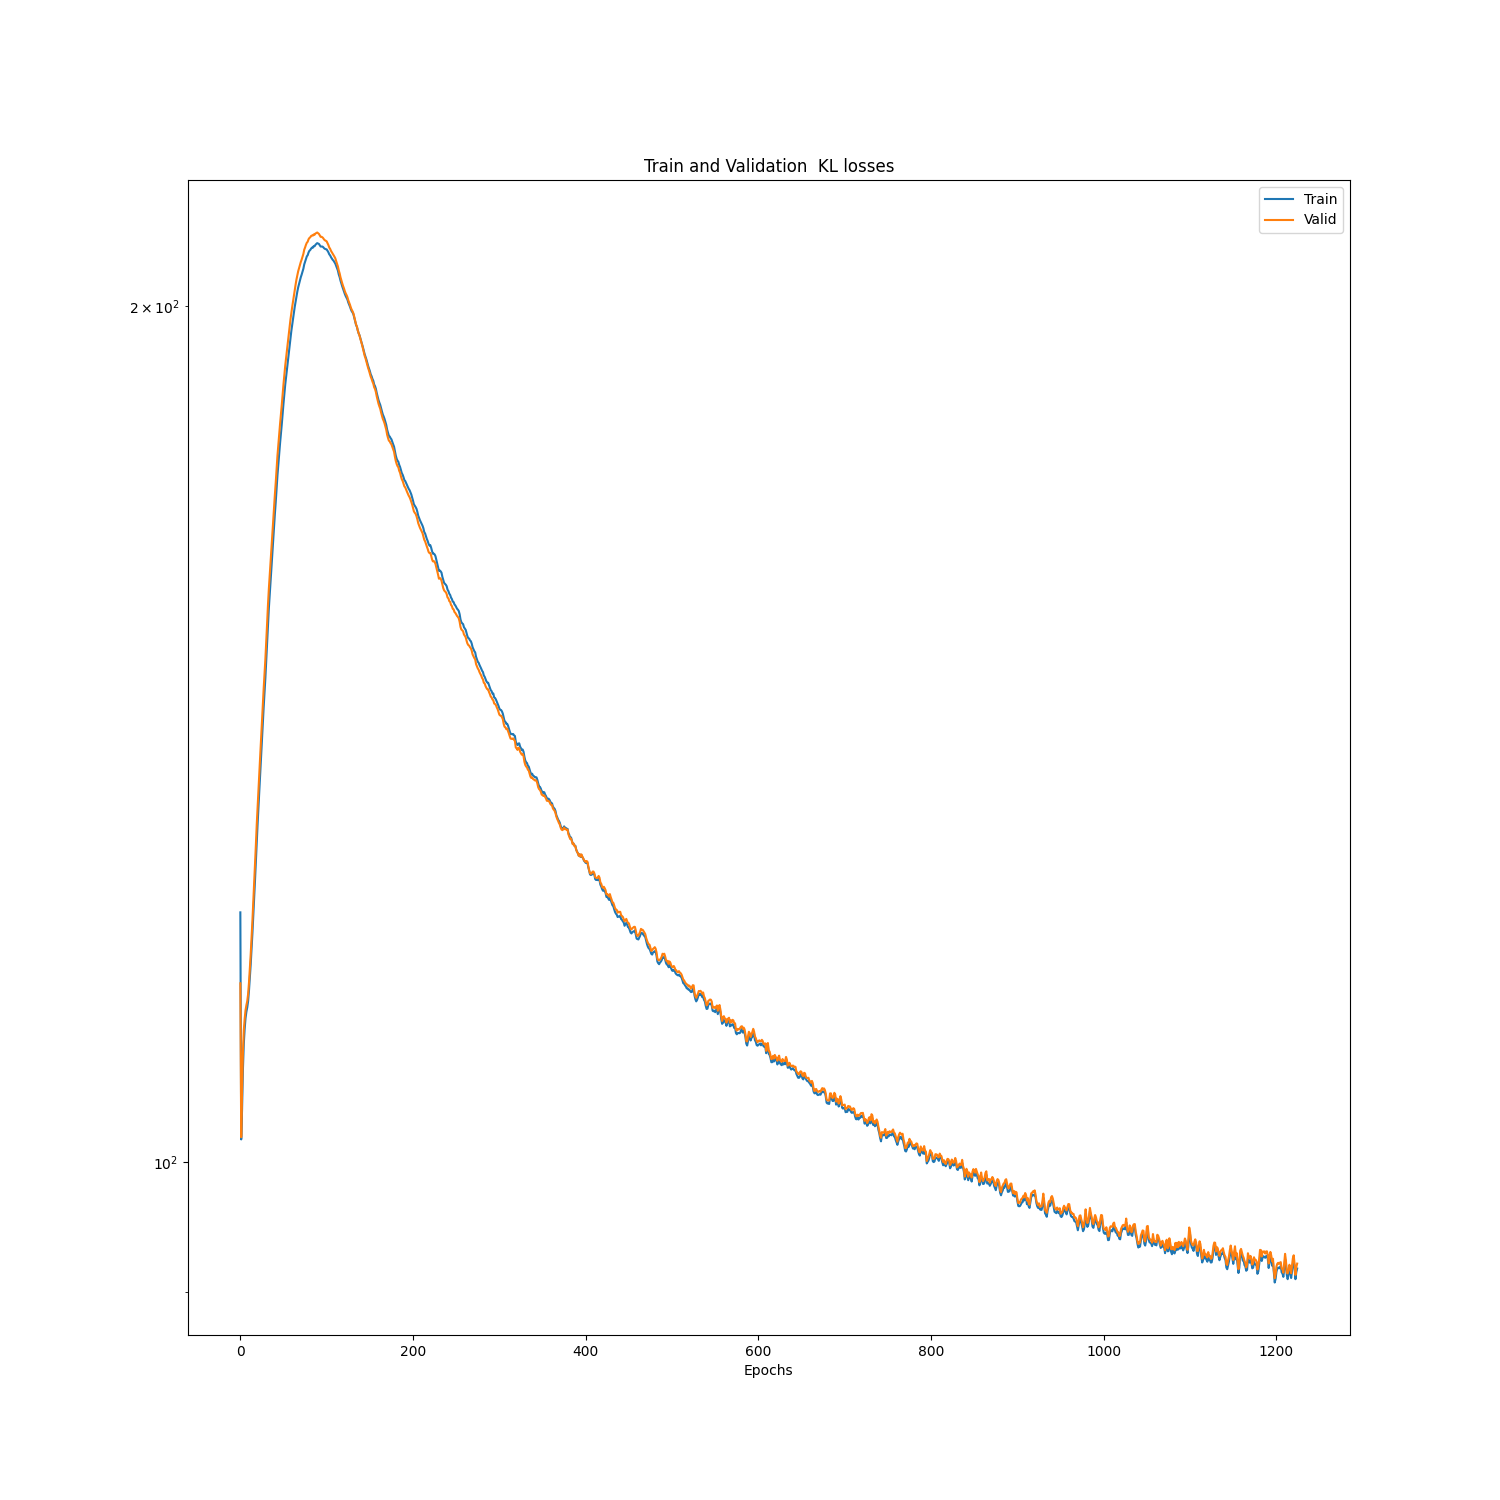 Train and Validation  KL losses
Train
Valid
2 × 10²
10²
0 200 400 600 800 1000 1200
Epochs